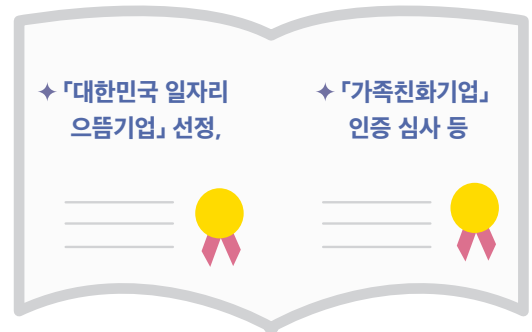 ✦ 「대한민국 일자리
으뜸기업」 선정,
✦ 「가족친화기업」
인증 심사 등